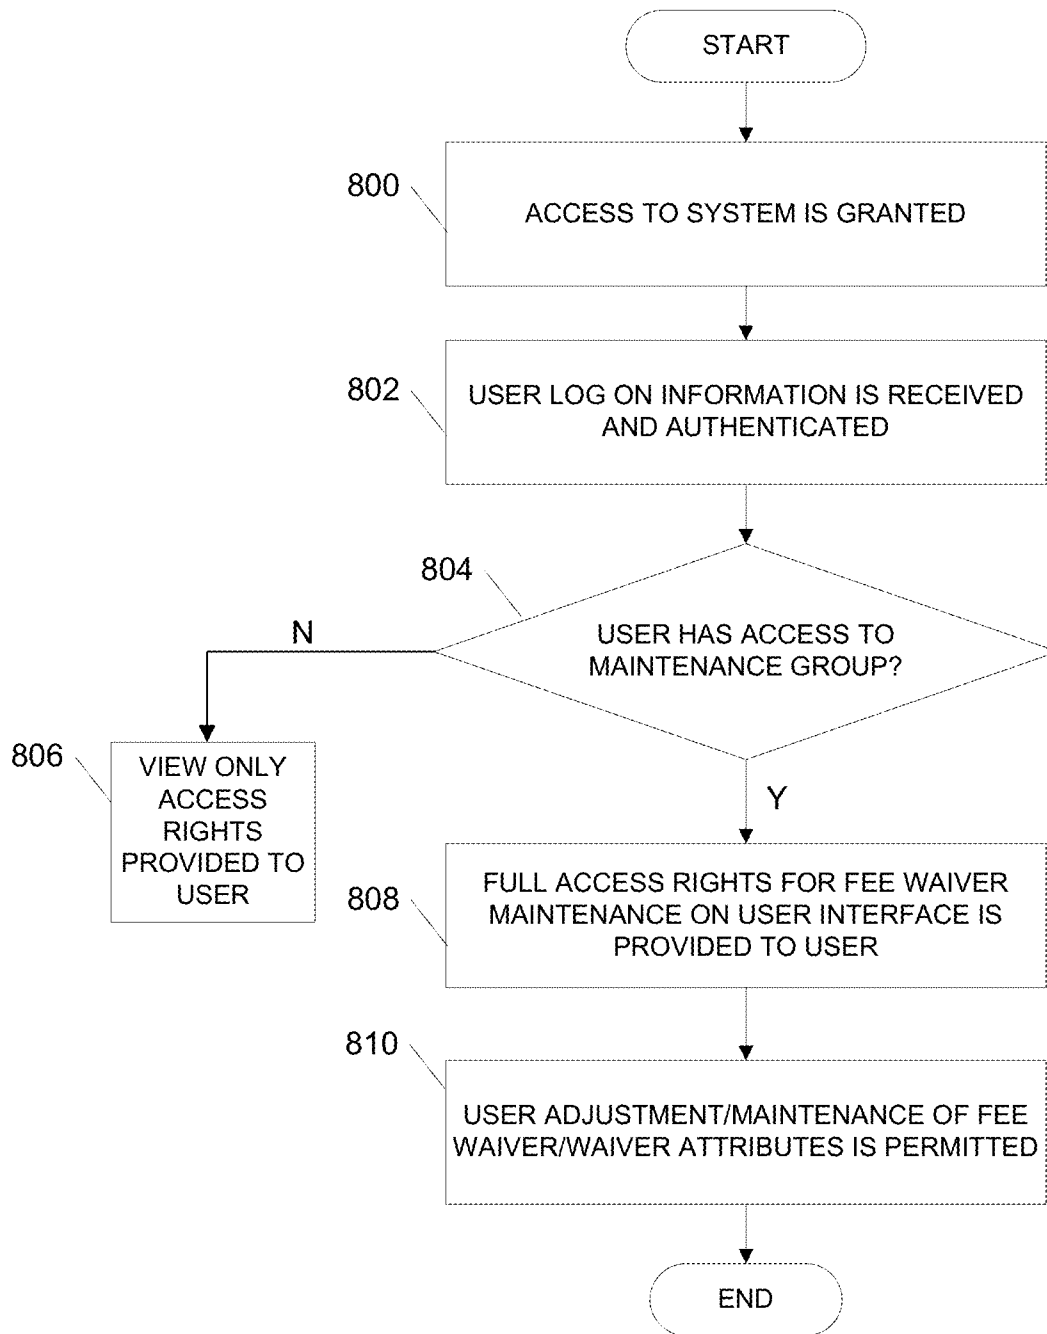 START
800
ACCESS TO SYSTEM IS GRANTED
802
USER LOG ON INFORMATION IS RECEIVED
AND AUTHENTICATED
804
USER HAS ACCESS TO
MAINTENANCE GROUP?
N
Y
806
VIEW ONLY
ACCESS
RIGHTS
PROVIDED TO
USER
808
FULL ACCESS RIGHTS FOR FEE WAIVER
MAINTENANCE ON USER INTERFACE IS
PROVIDED TO USER
810
USER ADJUSTMENT/MAINTENANCE OF FEE
WAIVER/WAIVER ATTRIBUTES IS PERMITTED
END